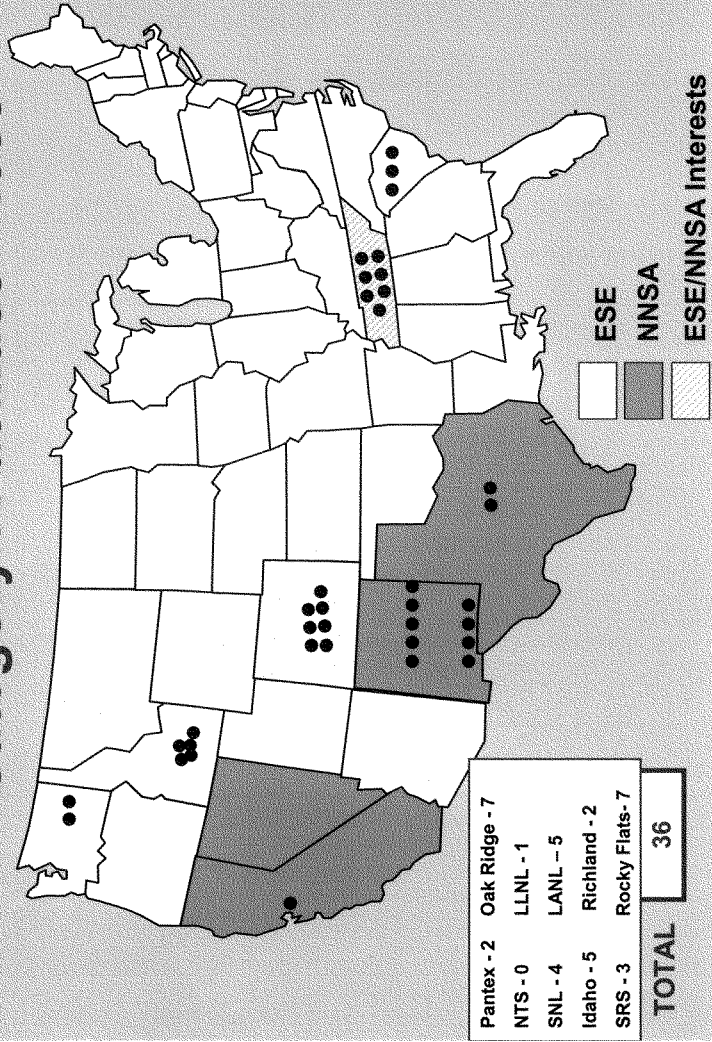 ESE
NNSA
ESE/NNSA Interests
Pantex - 2 Oak Ridge - 7
NTS - 0 LLNL - 1
SNL - 4 LANL – 5
Idaho - 5 Richland - 2
SRS - 3 Rocky Flats- 7
TOTAL 36